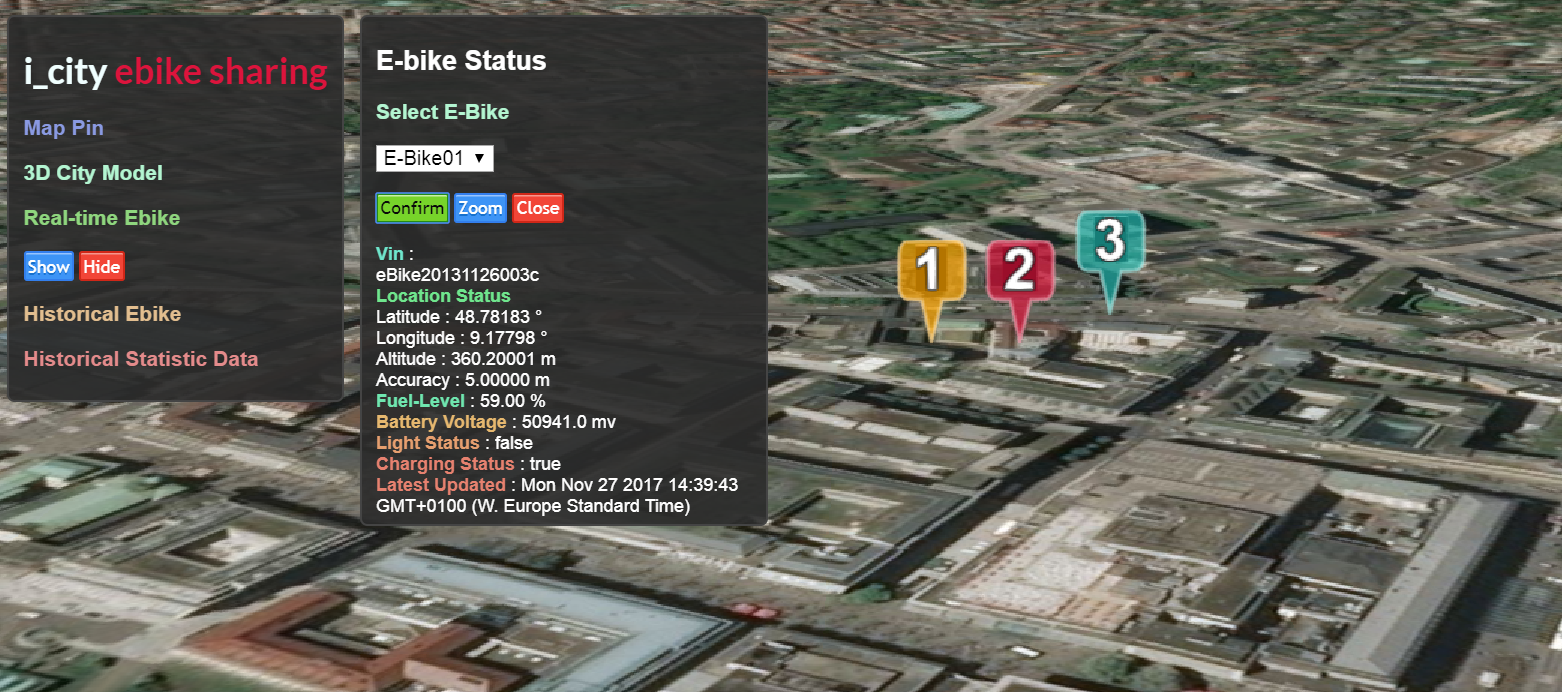 i_city ebike sharing
Map Pin
3D City Model
Real-time Ebike
Show Hide
Historical Ebike
Historical Statistic Data
E-bike Status
Select E-Bike
E-Bike01 ▼
Confirm Zoom Close
Vin :
eBike20131126003c
Location Status
Latitude : 48.78183 °
Longitude : 9.17798 °
Altitude : 360.20001 m
Accuracy : 5.00000 m
Fuel-Level : 59.00 %
Battery Voltage : 50941.0 mv
Light Status : false
Charging Status : true
Latest Updated : Mon Nov 27 2017 14:39:43
GMT+0100 (W. Europe Standard Time)
1
2
3